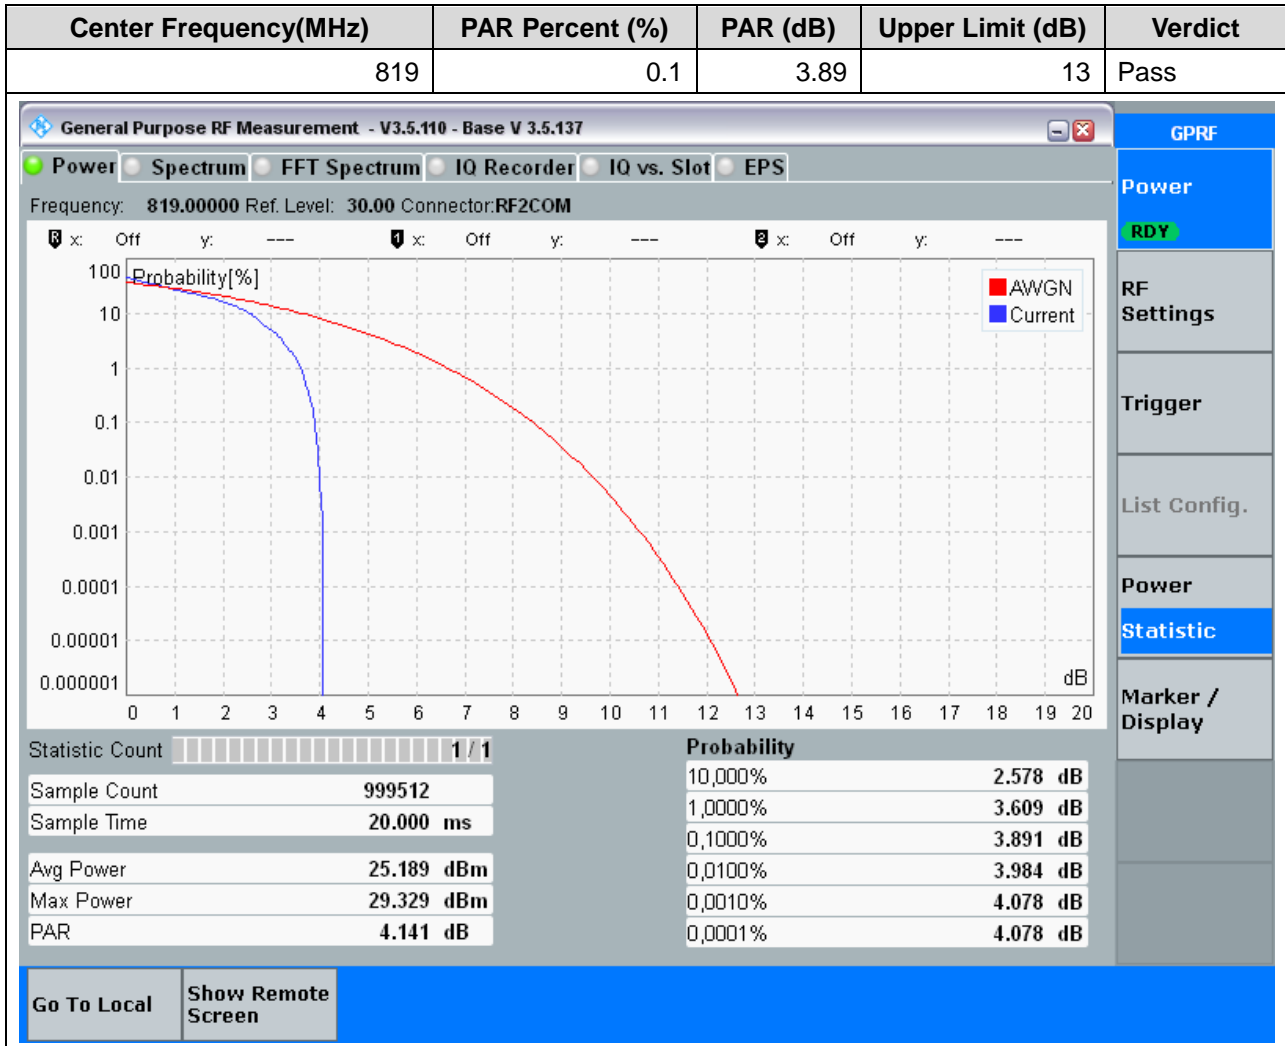 Center Frequency(MHz) PAR Percent (%) PAR (dB) Upper Limit (dB) Verdict
819 0.1 3.89 13 Pass
General Purpose RF Measurement - V3.5.110 - Base V 3.5.137
GPRF
Power Spectrum FFT Spectrum IQ Recorder IQ vs. Slot EPS
Power
RDY
Frequency: 819.00000 Ref. Level: 30.00 Connector:RF2COM
R x: Off y: --- 1 x: Off y: --- 2 x: Off y: ---
Probability[%]
AWGN
Current
100
10
1
0.1
0.01
0.001
0.0001
0.00001
0.000001
dB
0 1 2 3 4 5 6 7 8 9 10 11 12 13 14 15 16 17 18 19 20
RF
Settings
Trigger
List Config.
Power
Statistic
Marker /
Display
Statistic Count 1 / 1
Sample Count 999512
Sample Time 20.000 ms
Avg Power 25.189 dBm
Max Power 29.329 dBm
PAR 4.141 dB
Probability
10,000% 2.578 dB
1,0000% 3.609 dB
0,1000% 3.891 dB
0,0100% 3.984 dB
0,0010% 4.078 dB
0,0001% 4.078 dB
Go To Local
Show Remote
Screen